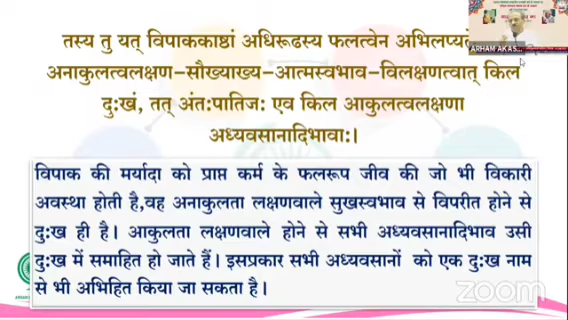 तस्य तु यत् विपाककाष्ठां अधिरूढस्य फलत्वेन अभिलप्यते
अनाकुलत्वलक्षण–सौख्याख्य–आत्मस्वभाव–विलक्षणत्वात् किल
दुःखं, तत् अंतःपातिजः एव किल आकुलत्वलक्षणा
अध्यवसानादिभावाः।
विपाक की मर्यादा को प्राप्त कर्म के फलरूप जीव की जो भी विकारी
अवस्था होती है,वह अनाकुलता लक्षणवाले सुखस्वभाव से विपरीत होने से
दुःख ही है। आकुलता लक्षणवाले होने से सभी अध्यवसानादिभाव उसी
दुःख में समाहित हो जाते हैं। इसप्रकार सभी अध्यवसानों को एक दुःख नाम
से भी अभिहित किया जा सकता है।
ARHAM AKAS...
zoom